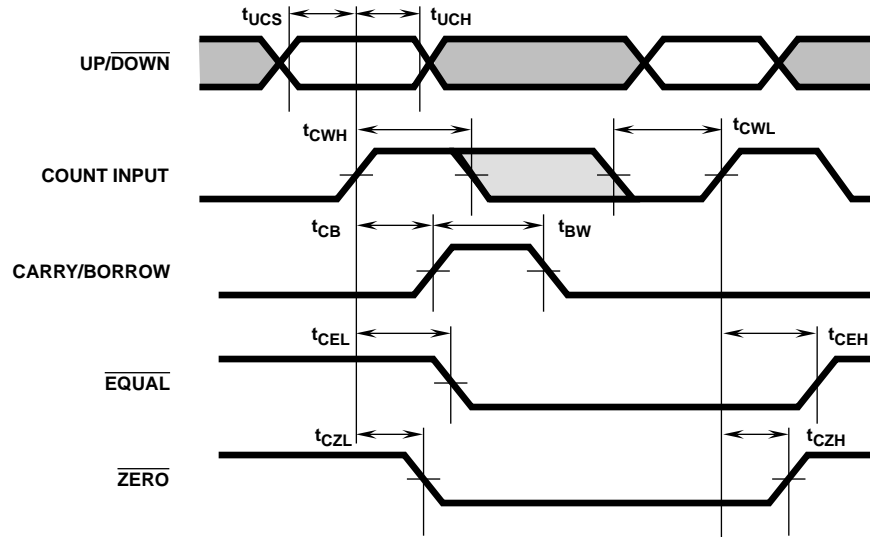 tUCS tUCH
UP/DOWN
tCWH tCWL
COUNT INPUT
tCB tBW
CARRY/BORROW
tCEL tCEH
EQUAL
tCZL tCZH
ZERO